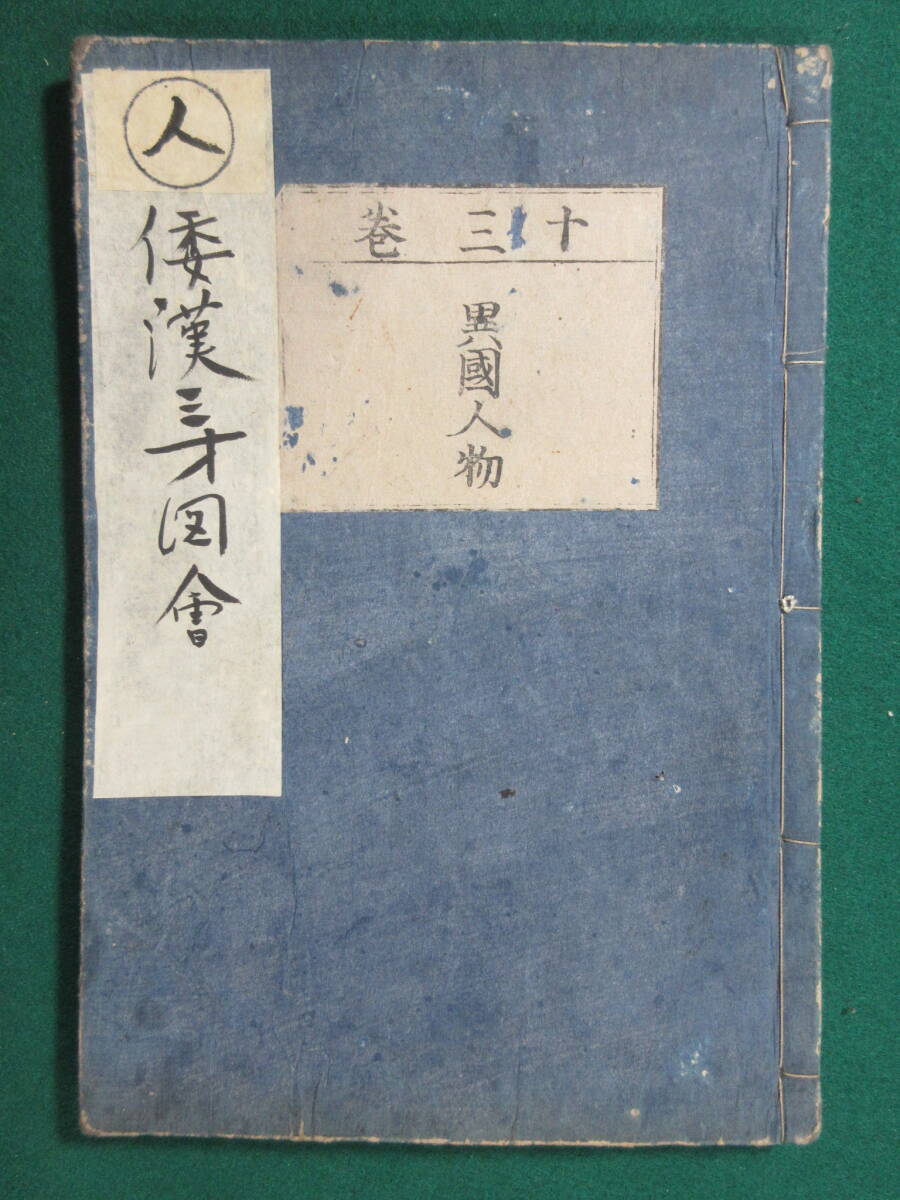 十三巻
異國人物
人
倭漢三才図會